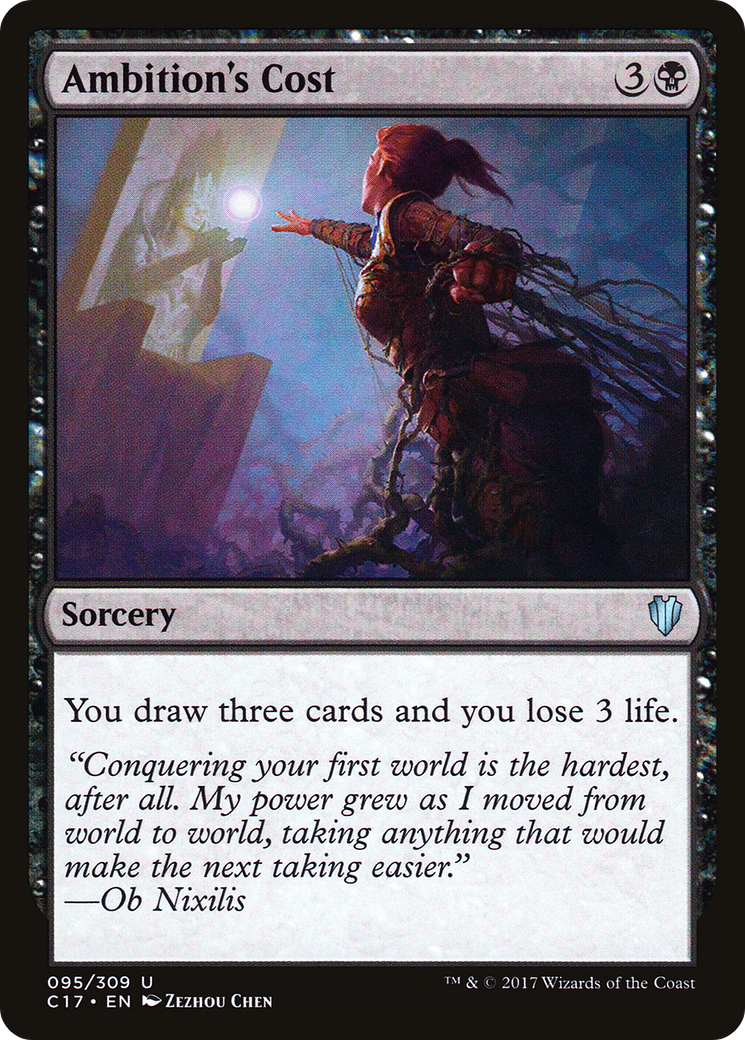 Ambition's Cost 3
Sorcery
You draw three cards and you lose 3 life.
“Conquering your first world is the hardest,
after all. My power grew as I moved from
world to world, taking anything that would
make the next taking easier.”
—Ob Nixilis
095/309 U
™ & © 2017 Wizards of the Coast
C17 • EN Zezhou Chen